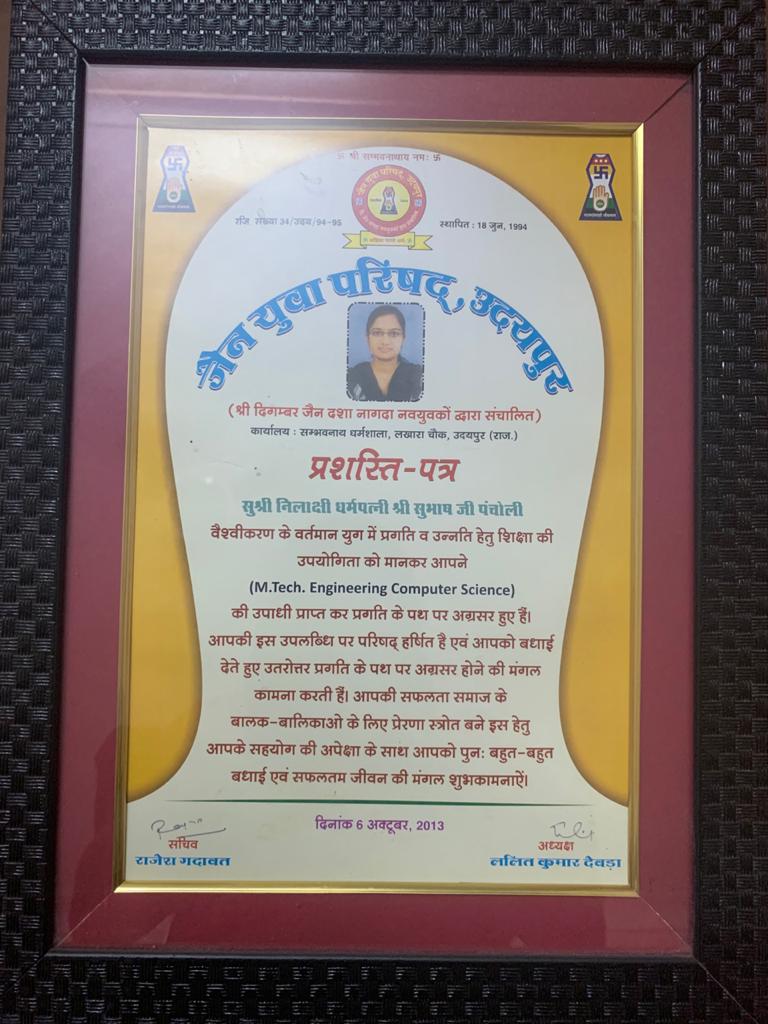 卐 श्री सम्भवनाथाय नमः 卐
जैन युवा परिषद्, उदयपुर
रजि संख्या 34/उदय/94-95
स्थापित : 18 जुन, 1994
जैन युवा परिषद्, उदयपुर
(श्री दिगम्बर जैन दशा नागदा नवयुवकों द्वारा संचालित)
कार्यालय : सम्भवनाथ धर्मशाला, लखारा चौक, उदयपुर (राज.)
प्रशस्ति-पत्र
सुश्री निलाक्षी धर्मपत्नी श्री सुभाष जी पंचोली
वैश्वीकरण के वर्तमान युग में प्रगति व उन्नति हेतु शिक्षा की
उपयोगिता को मानकर आपने
(M.Tech. Engineering Computer Science)
की उपाधी प्राप्त कर प्रगति के पथ पर अग्रसर हुए हैं।
आपकी इस उपलब्धि पर परिषद् हर्षित है एवं आपको बधाई
देते हुए उतरोत्तर प्रगति के पथ पर अग्रसर होने की मंगल
कामना करती हैं। आपकी सफलता समाज के
बालक-बालिकाओ के लिए प्रेरणा स्त्रोत बने इस हेतु
आपके सहयोग की अपेक्षा के साथ आपको पुन: बहुत-बहुत
बधाई एवं सफलतम जीवन की मंगल शुभकामनाऐं।
दिनांक 6 अक्टूबर, 2013
सचिव
राजेश गदावत
अध्यक्ष
ललित कुमार देवड़ा